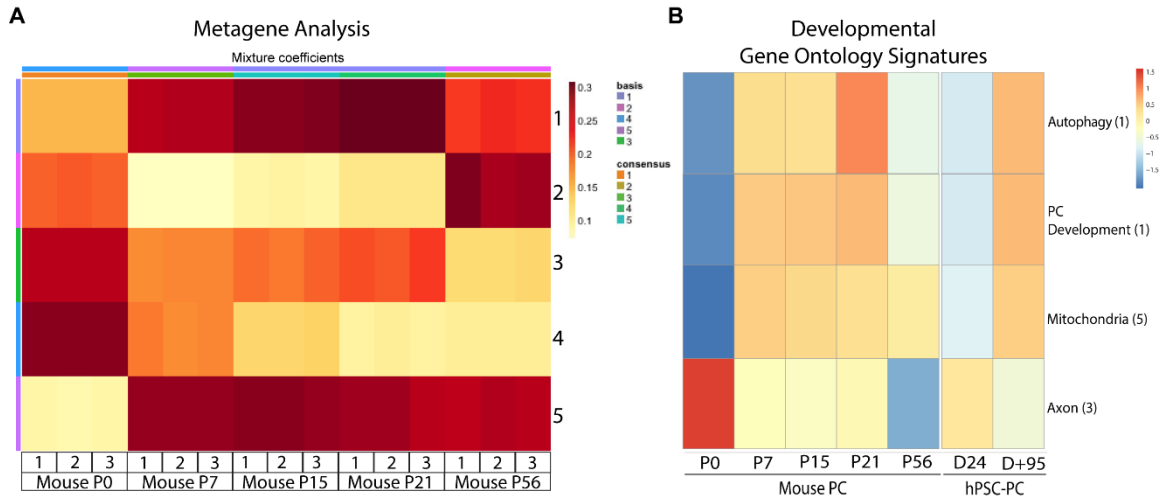 A
Metagene Analysis
Mixture coefficients
1
2
3
4
5
0.3
0.25
0.2
0.15
0.1
basis
1
2
4
5
3
consensus
1
2
3
4
5
1 2 3 1 2 3 1 2 3 1 2 3 1 2 3
Mouse P0 Mouse P7 Mouse P15 Mouse P21 Mouse P56
B
Developmental
Gene Ontology Signatures
1.5
1
0.5
0
-0.5
-1
-1.5
Autophagy (1)
PC
Development (1)
Mitochondria (5)
Axon (3)
P0 P7 P15 P21 P56 D24 D+95
Mouse PC hPSC-PC